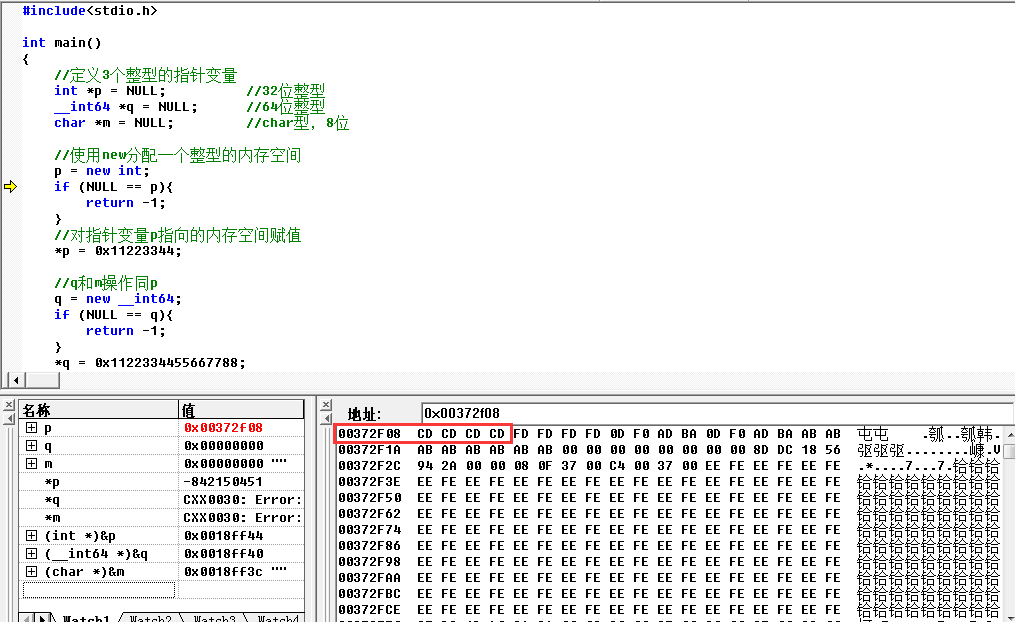 #include<stdio.h>
int main()
{
//定义3个整型的指针变量
int *p = NULL; //32位整型
__int64 *q = NULL; //64位整型
char *m = NULL; //char型，8位
//使用new分配一个整型的内存空间
p = new int;
if (NULL == p){
return -1;
}
//对指针变量p指向的内存空间赋值
*p = 0x11223344;
//q和m操作同p
q = new __int64;
if (NULL == q){
return -1;
}
*q = 0x1122334455667788;
名称 值
p 0x00372f08
q 0x00000000
m 0x00000000 ""
*p -842150451
*q CXX0030: Error:
*m CXX0030: Error:
(int *)&p 0x0018ff44
(__int64 *)&q 0x0018ff40
(char *)&m 0x0018ff3c ""
Watch1 Watch2 Watch3 Watch4
地址: 0x00372f08
00372F08 CD CD CD CD FD FD FD FD 0D F0 AD BA 0D F0 AD BA AB AB 屯屯 .瓠..瓠韩.
00372F1A AB AB AB AB AB AB 00 00 00 00 00 00 00 00 8D DC 18 56
00372F2C 94 2A 00 00 08 0F 37 00 C4 00 37 00 EE FE EE FE EE FE .*....7...7.铪铪铪
00372F3E EE FE EE FE EE FE EE FE EE FE EE FE EE FE EE FE EE FE 铪铪铪铪铪铪铪铪铪
00372F50 EE FE EE FE EE FE EE FE EE FE EE FE EE FE EE FE EE FE 铪铪铪铪铪铪铪铪铪
00372F62 EE FE EE FE EE FE EE FE EE FE EE FE EE FE EE FE EE FE 铪铪铪铪铪铪铪铪铪
00372F74 EE FE EE FE EE FE EE FE EE FE EE FE EE FE EE FE EE FE 铪铪铪铪铪铪铪铪铪
00372F86 EE FE EE FE EE FE EE FE EE FE EE FE EE FE EE FE EE FE 铪铪铪铪铪铪铪铪铪
00372F98 EE FE EE FE EE FE EE FE EE FE EE FE EE FE EE FE EE FE 铪铪铪铪铪铪铪铪铪
00372FAA EE FE EE FE EE FE EE FE EE FE EE FE EE FE EE FE EE FE 铪铪铪铪铪铪铪铪铪
00372FBC EE FE EE FE EE FE EE FE EE FE EE FE EE FE EE FE EE FE 铪铪铪铪铪铪铪铪铪
00372FCE EE FE EE FE EE FE EE FE EE FE EE FE EE FE EE FE EE FE 铪铪铪铪铪铪铪铪铪